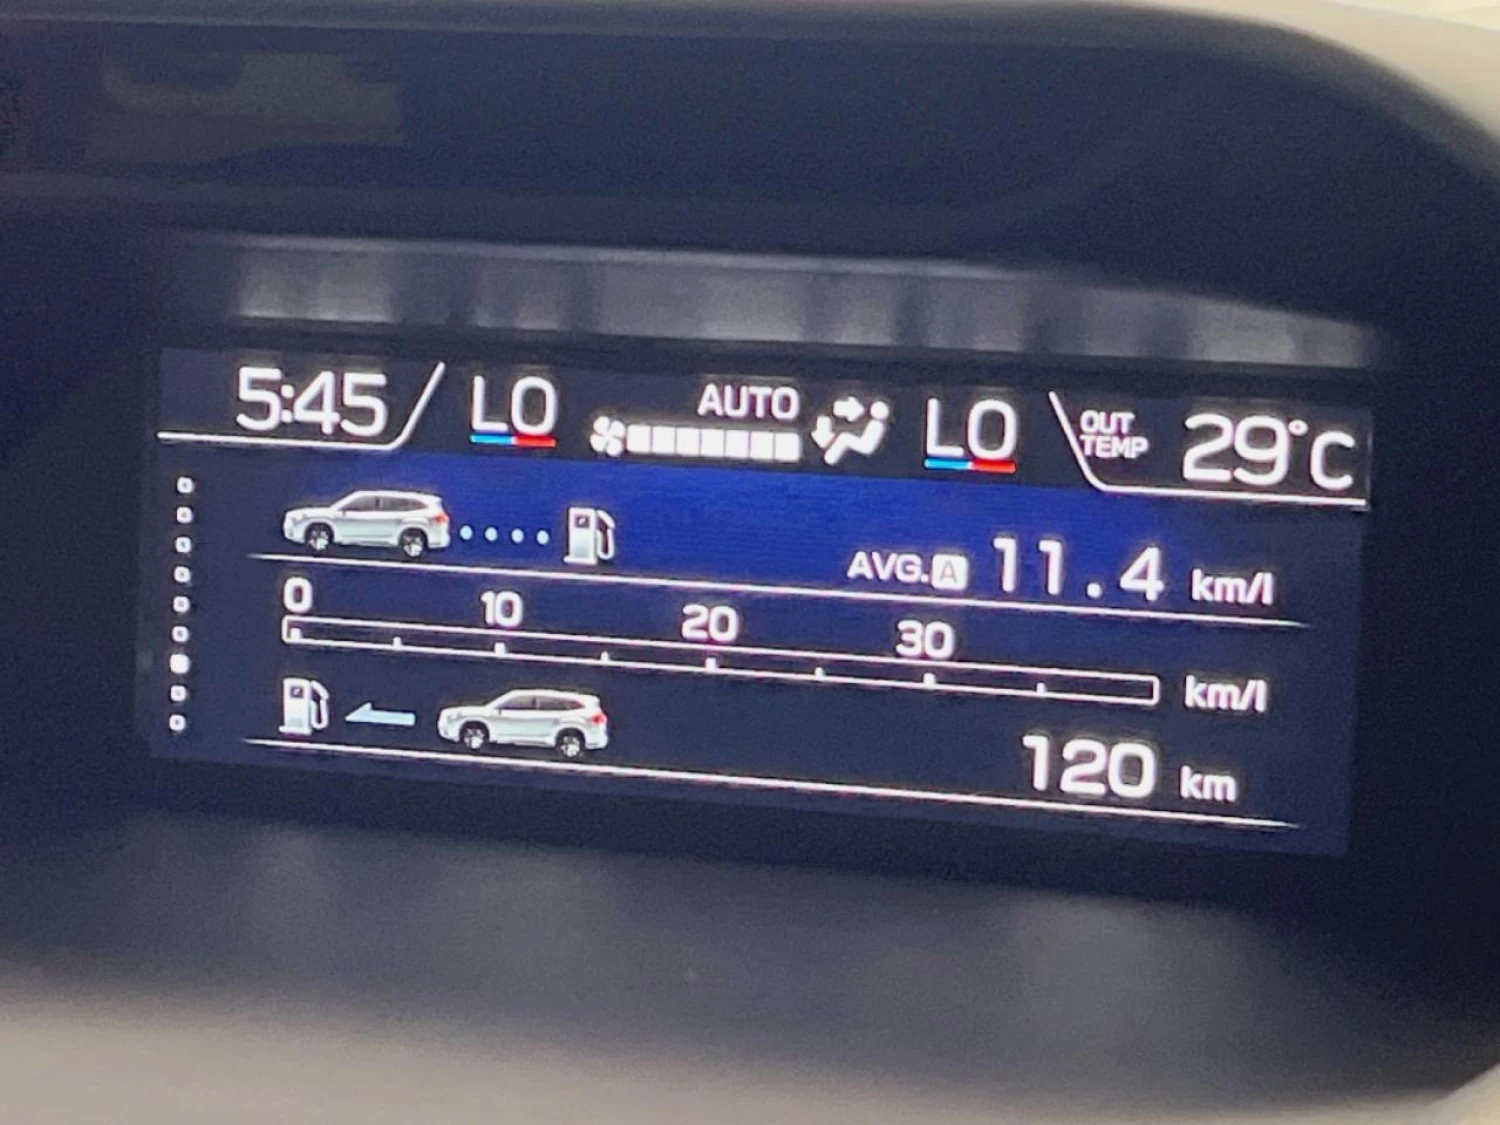 5:45 LO AUTO LO OUT TEMP 29°C
AVG. A 11.4 km/l
0 10 20 30
km/l
120 km